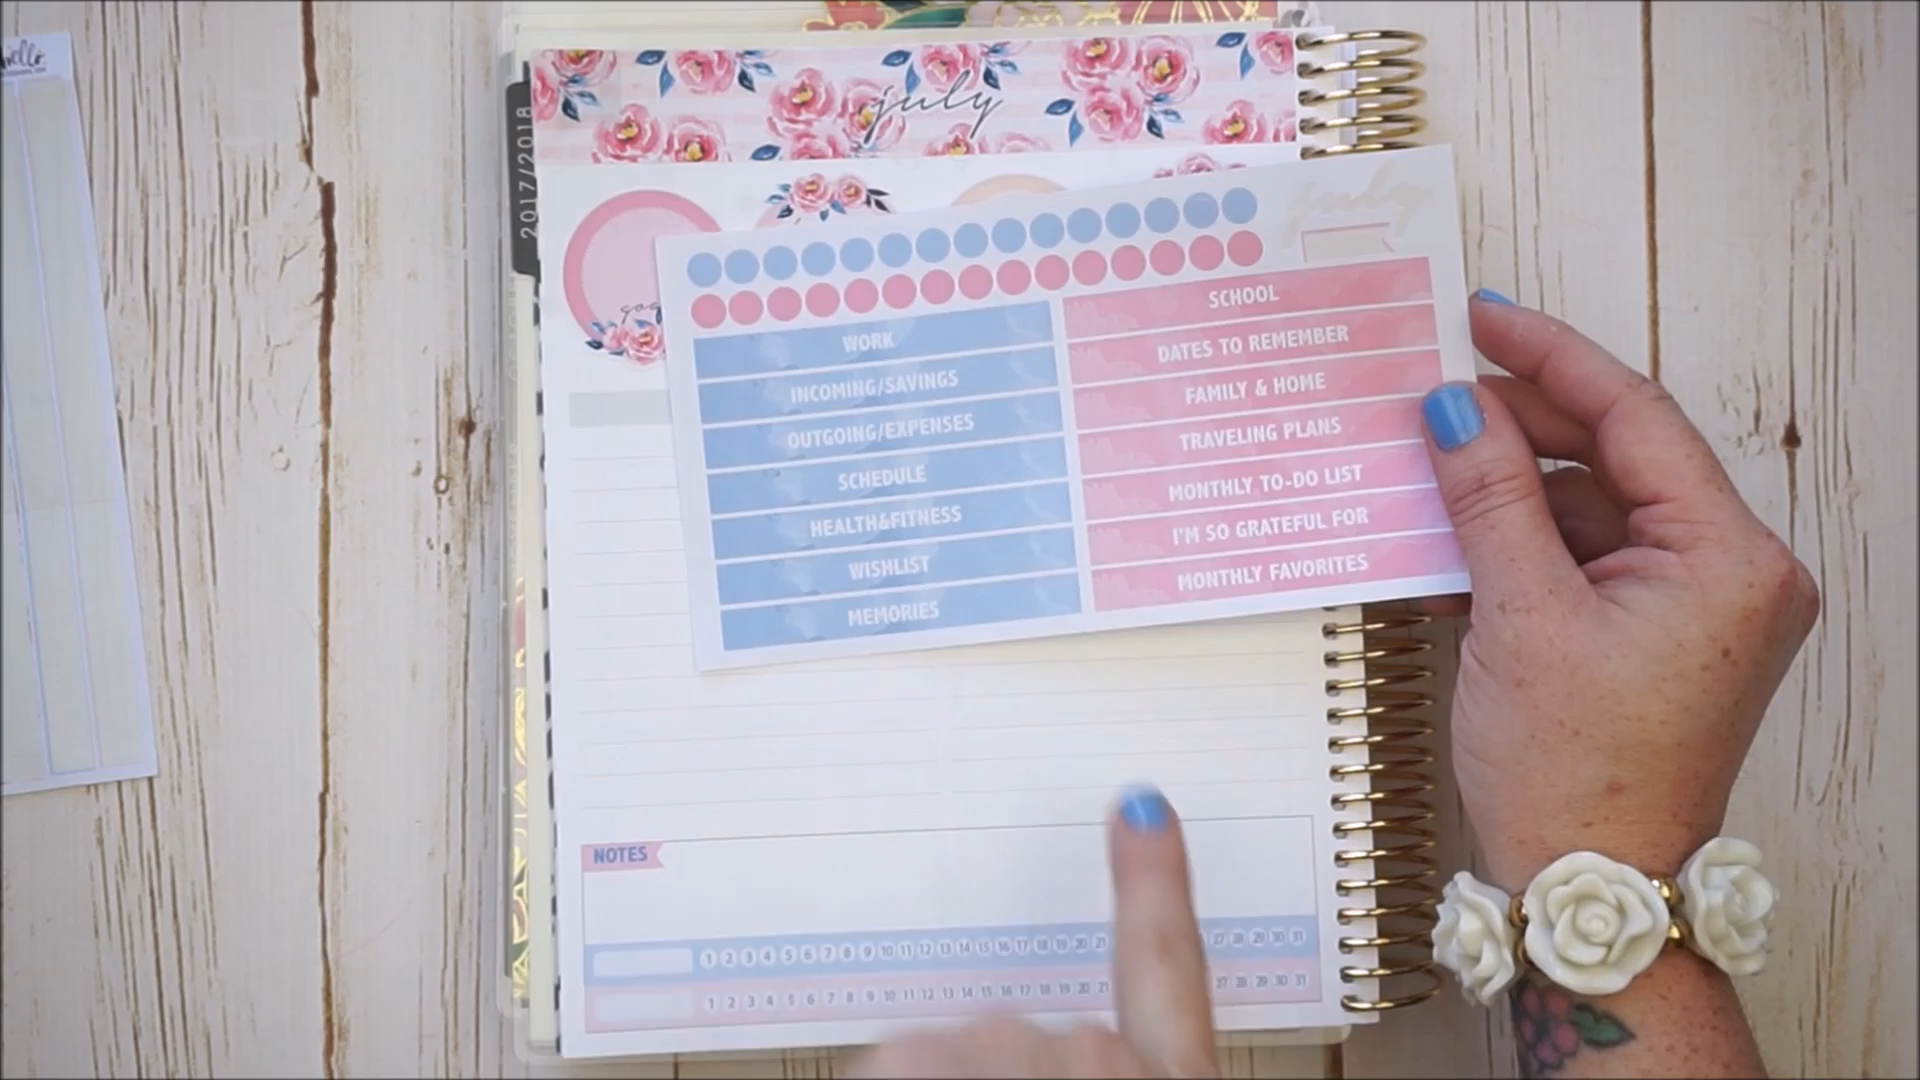 hello
july
2017/2018
july
WORK
INCOMING/SAVINGS
OUTGOING/EXPENSES
SCHEDULE
HEALTH&FITNESS
WISHLIST
MEMORIES
SCHOOL
DATES TO REMEMBER
FAMILY & HOME
TRAVELING PLANS
MONTHLY TO-DO LIST
I'M SO GRATEFUL FOR
MONTHLY FAVORITES
NOTES
1 2 3 4 5 6 7 8 9 10 11 12 13 14 15 16 17 18 19 20 21 27 28 29 30 31
1 2 3 4 5 6 7 8 9 10 11 12 13 14 15 16 17 18 19 20 21 27 28 29 30 31